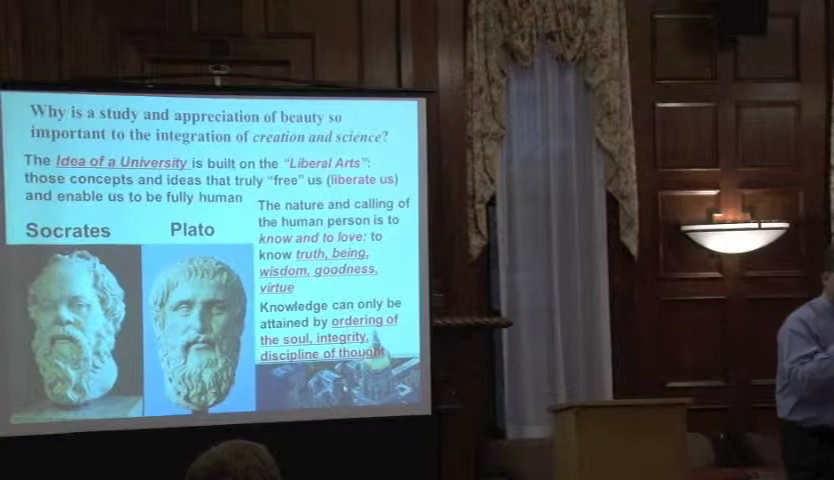 Why is a study and appreciation of beauty so
important to the integration of creation and science?
The Idea of a University is built on the “Liberal Arts”:
those concepts and ideas that truly “free” us (liberate us)
and enable us to be fully human
Socrates
Plato
The nature and calling of
the human person is to
know and to love: to
know truth, being,
wisdom, goodness,
virtue
Knowledge can only be
attained by ordering of
the soul, integrity,
discipline of thought